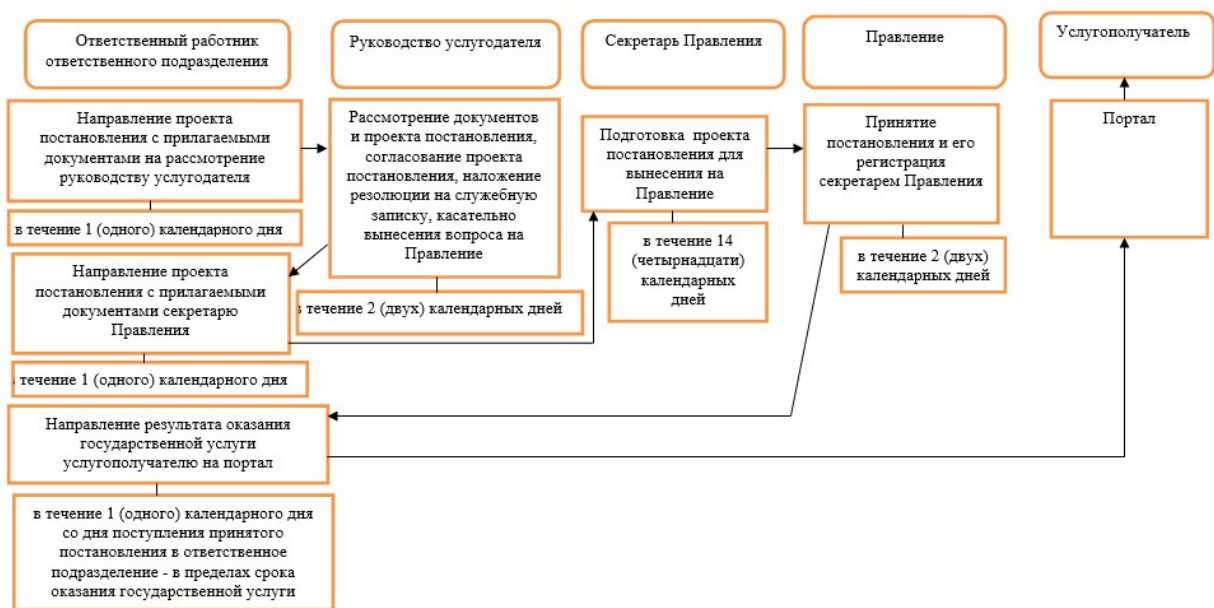 Ответственный работник
ответственного подразделения
Руководство услугодателя
Секретарь Правления
Правление
Услугополучатель
Направление проекта
постановления с прилагаемыми
документами на рассмотрение
руководству услугодателя
в течение 1 (одного) календарного дня
Рассмотрение документов
и проекта постановления,
согласование проекта
постановления, наложение
резолюции на служебную
записку, касательно
вынесения вопроса на
Правление
в течение 2 (двух) календарных дней
Подготовка проекта
постановления для
вынесения на
Правление
в течение 14
(четырнадцати)
календарных
дней
Принятие
постановления и его
регистрация
секретарем Правления
в течение 2 (двух)
календарных дней
Портал
Направление проекта
постановления с прилагаемыми
документами секретарю
Правления
в течение 1 (одного) календарного дня
Направление результата оказания
государственной услуги
услугополучателю на портал
в течение 1 (одного) календарного дня
со дня поступления принятого
постановления в ответственное
подразделение - в пределах срока
оказания государственной услуги